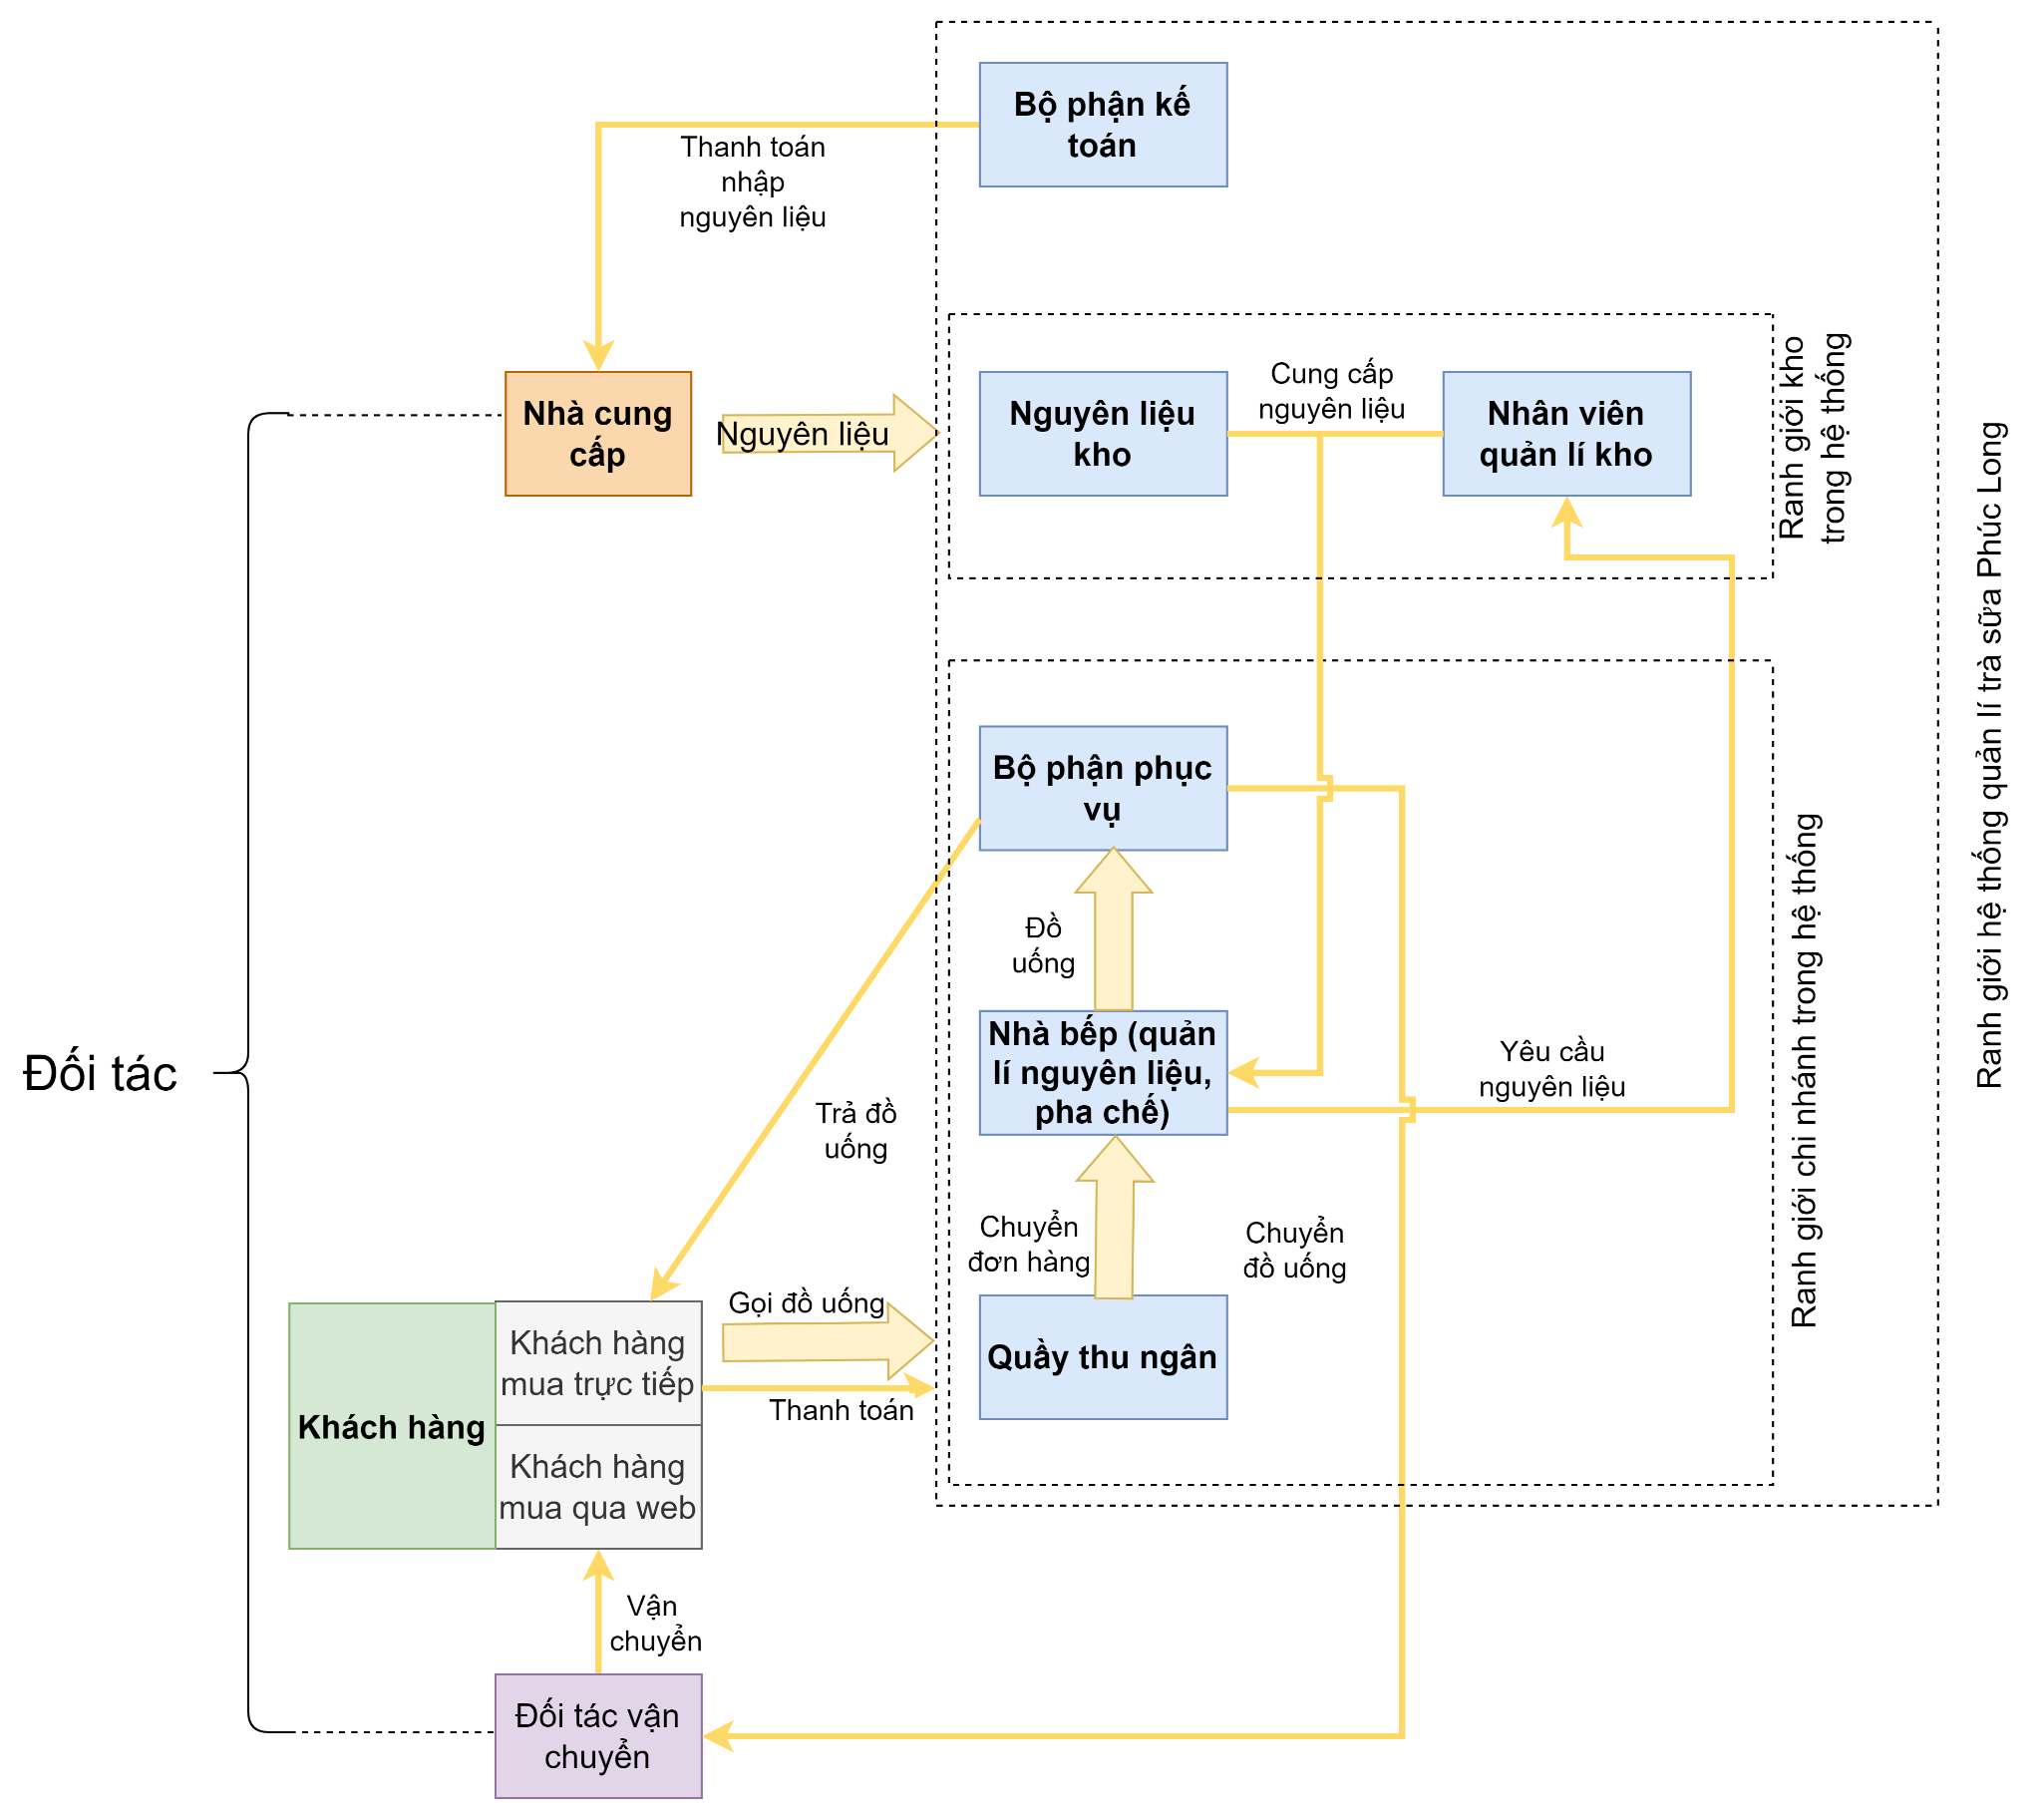 Bộ phận kế
toán
Thanh toán
nhập
nguyên liệu
Nhà cung
cấp
Nguyên liệu
Nguyên liệu
kho
Cung cấp
nguyên liệu
Nhân viên
quản lí kho
Ranh giới kho
trong hệ thống
Ranh giới hệ thống quản lí trà sữa Phúc Long
Bộ phận phục
vụ
Đồ
uống
Nhà bếp (quản
lí nguyên liệu,
pha chế)
Yêu cầu
nguyên liệu
Ranh giới chi nhánh trong hệ thống
Đối tác
Trả đồ
uống
Chuyển
đơn hàng
Chuyển
đồ uống
Gọi đồ uống
Quầy thu ngân
Khách hàng
Khách hàng
mua trực tiếp
Thanh toán
Khách hàng
mua qua web
Vận
chuyển
Đối tác vận
chuyển